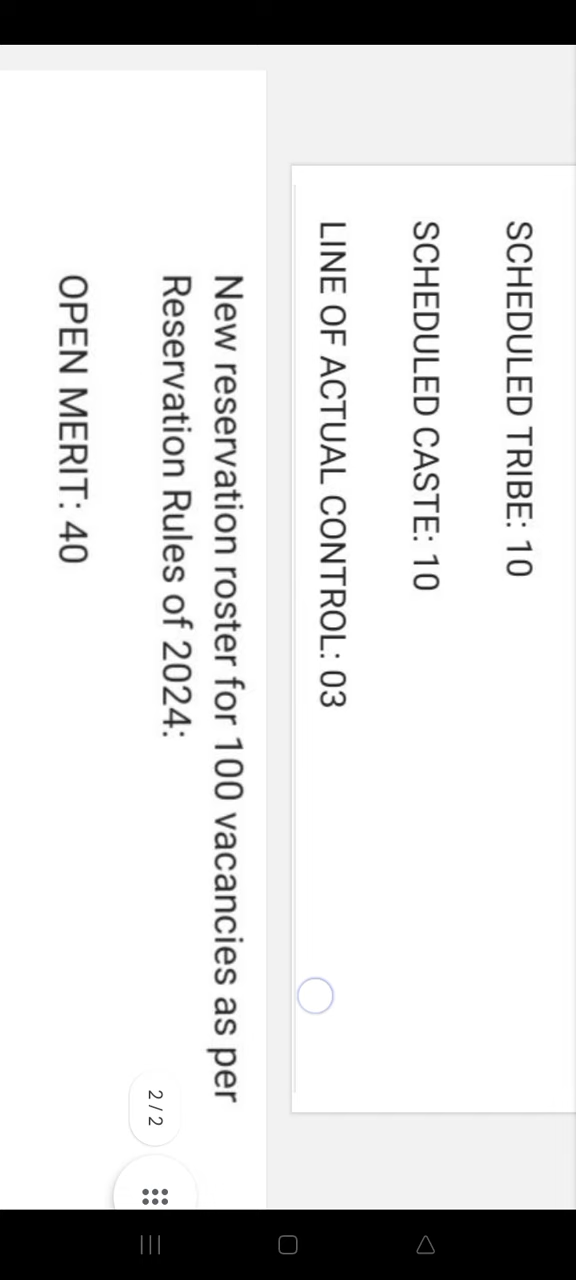 SCHEDULED TRIBE: 10
SCHEDULED CASTE: 10
LINE OF ACTUAL CONTROL: 03
New reservation roster for 100 vacancies as per
Reservation Rules of 2024:
OPEN MERIT: 40
2 / 2